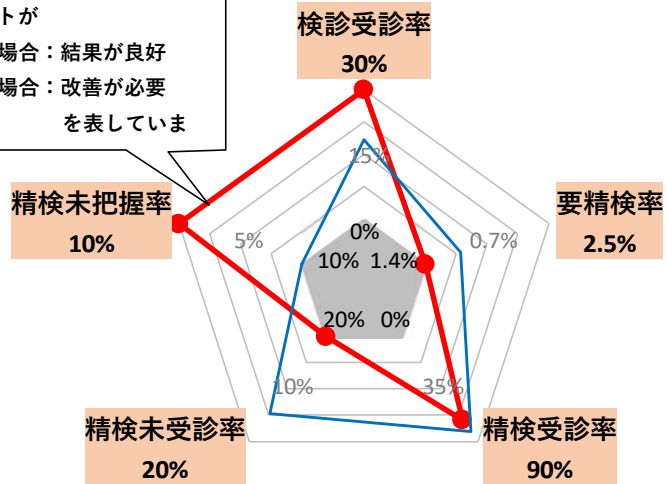 トが
場合：結果が良好
場合：改善が必要
を表していま
検診受診率
30%
15%
0%
精検未把握率
10%
5%
10%
要精検率
2.5%
0.7%
1.4%
20%
0%
10%
35%
精検未受診率
20%
精検受診率
90%